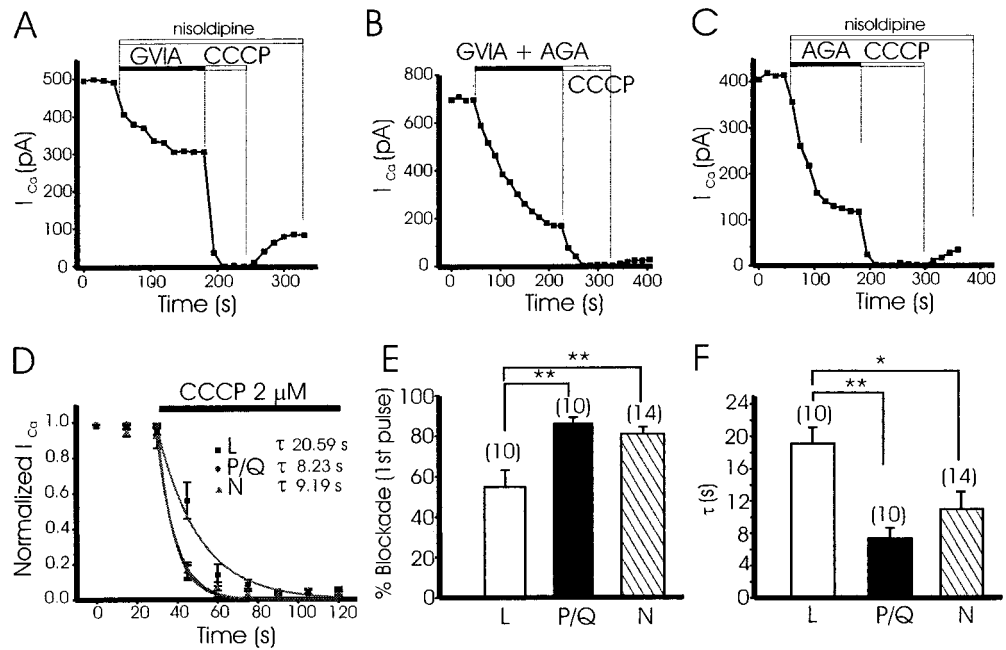 A
nisoldipine
GVIA CCCP
I Ca (pA)
500
400
300
200
100
0
0 100 200 300
Time (s)
B
GVIA + AGA
CCCP
I Ca (pA)
800
600
400
200
0
0 100 200 300 400
Time (s)
C
nisoldipine
AGA CCCP
I Ca (pA)
400
300
200
100
0
0 100 200 300 400
Time (s)
D
CCCP 2 μM
Normalized I Ca
1.0
0.8
0.6
0.4
0.2
0.0
L τ 20.59 s
P/Q τ 8.23 s
N τ 9.19 s
0 20 40 60 80 100 120
Time (s)
E
% Blockade (1st pulse)
100
80
60
40
20
0
**
**
(10)
(10)
(14)
L P/Q N
F
τ (s)
24
20
16
12
8
4
0
*
**
(10)
(10)
(14)
L P/Q N